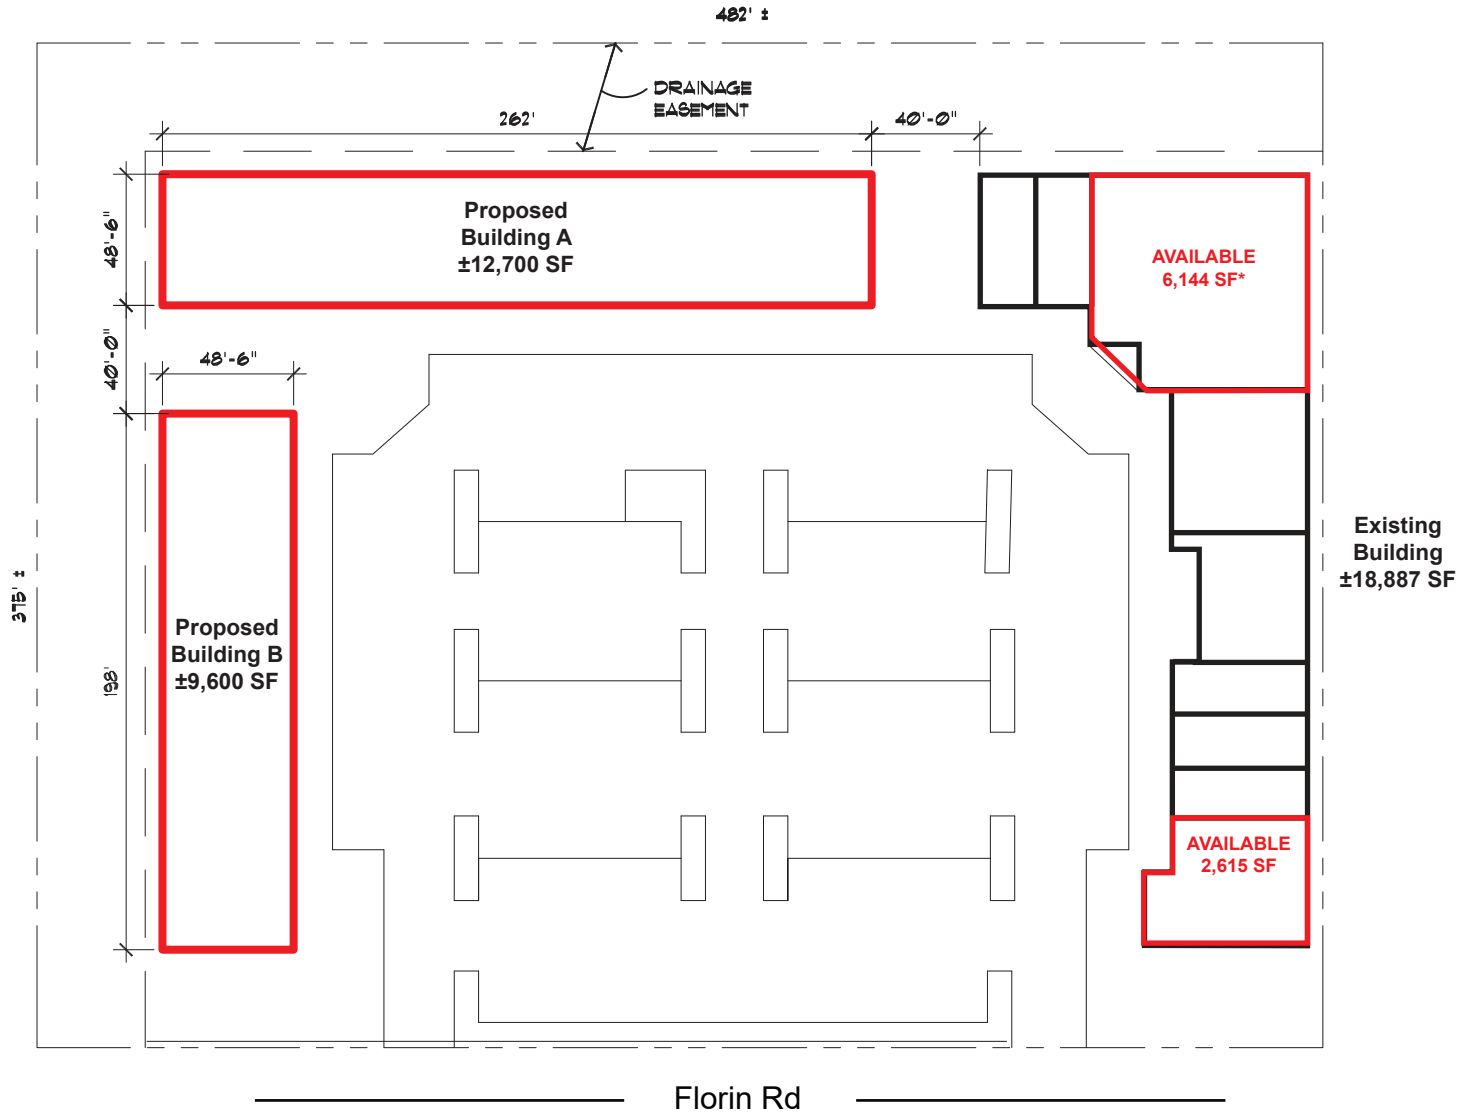 482' ±
DRAINAGE
EASEMENT
262'
40'-0"
48'-6"
Proposed
Building A
±12,700 SF
AVAILABLE
6,144 SF*
40'-0"
48'-6"
Existing
Building
±18,887 SF
375' ±
Proposed
Building B
±9,600 SF
198'
AVAILABLE
2,615 SF
Florin Rd